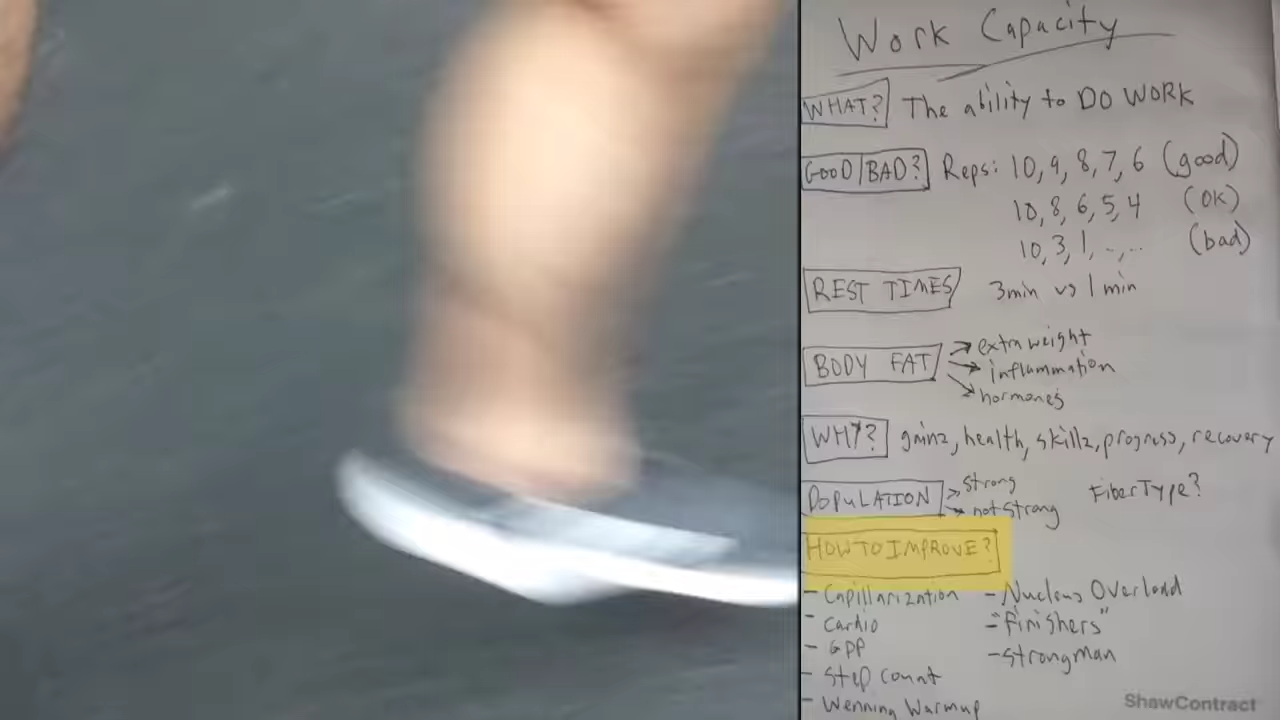 Work Capacity
WHAT? The ability to DO WORK
GOOD/BAD? Reps: 10, 9, 8, 7, 6 (good)
10, 8, 6, 5, 4 (OK)
10, 3, 1, .., .. (bad)
REST TIMES 3min vs 1 min
BODY FAT → extra weight
→ inflammation
→ hormones
WHY? gainz, health, skillz, progress, recovery
POPULATION → Strong FiberType?
→ not Strong
HOW TO IMPROVE?
- Capillarization - Nucleus Overload
- Cardio - "Finishers"
- GPP - Strongman
- Step Count
- Wenning Warmup
ShawContract